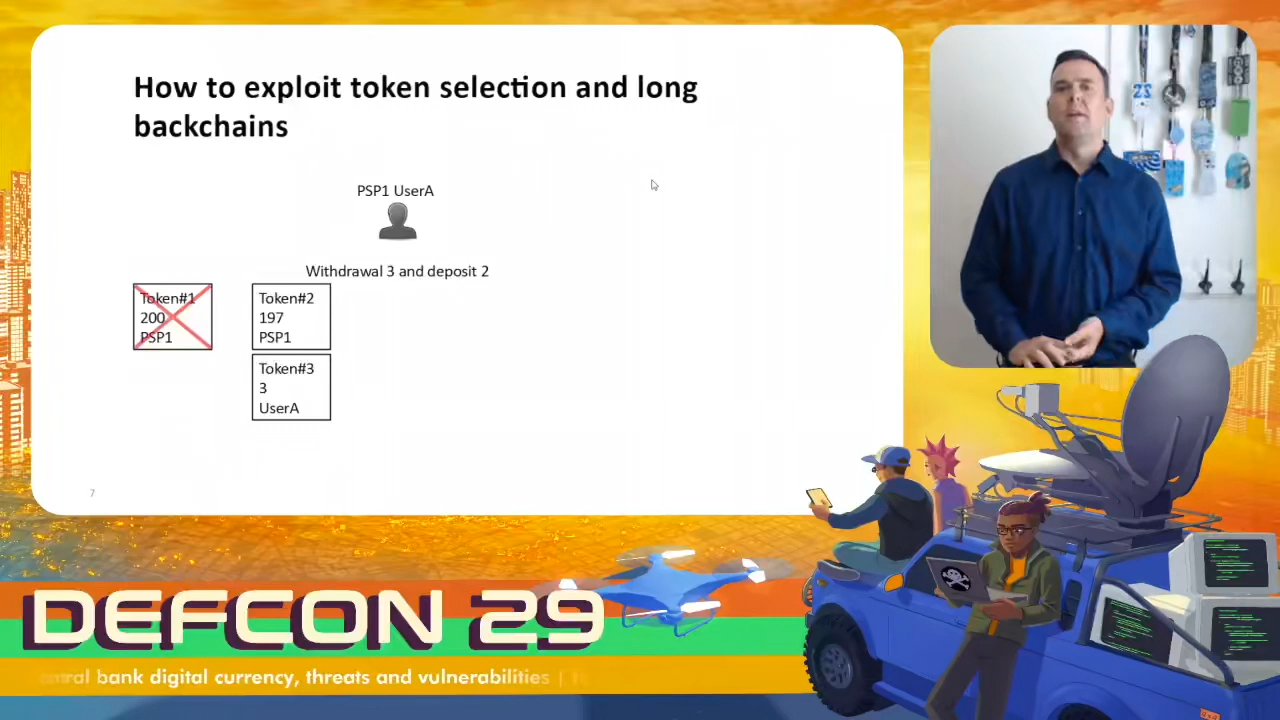 How to exploit token selection and long
backchains
PSP1 UserA
Withdrawal 3 and deposit 2
Token#1
200
PSP1
Token#2
197
PSP1
Token#3
3
UserA
7
DEFCON 29
ntral bank digital currency, threats and vulnerabilities |